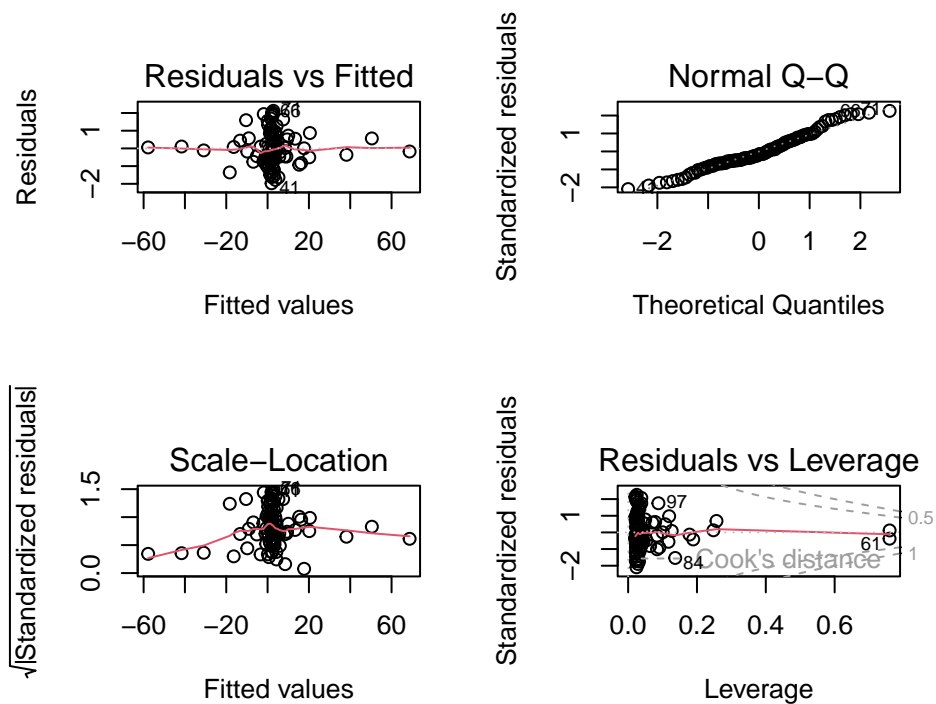 Residuals vs Fitted
Residuals
1
−2
41
−60
−20
20
60
Fitted values
Normal Q−Q
Standardized residuals
1
−2
71
41
−2
0
1
2
Theoretical Quantiles
Scale−Location
√|Standardized residuals|
1.5
0.0
−60
−20
20
60
Fitted values
Residuals vs Leverage
Standardized residuals
1
−2
97
84
61
Cook's distance
0.5
1
0.0
0.2
0.4
0.6
Leverage